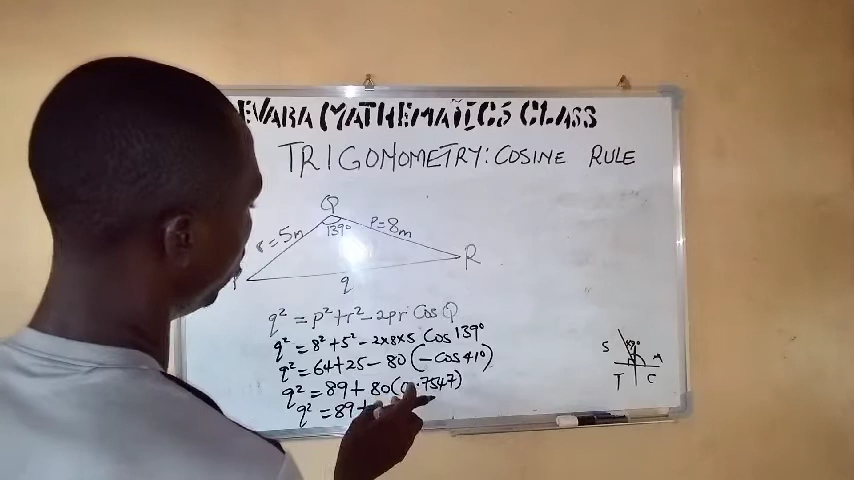 EVARA MATHEMATICS CLASS
TRIGONOMETRY: COSINE RULE
Q
139°
r = 5m
P = 8m
R
q
q² = p² + r² - 2pr Cos Q
q² = 8² + 5² - 2x8x5 Cos 139°
q² = 64 + 25 - 80 (-Cos 41°)
q² = 89 + 80 (0.7547)
q² = 89 +
S
T C